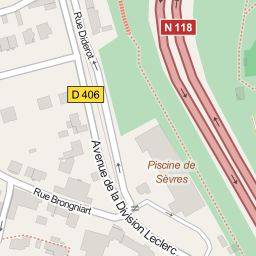 Rue Diderot
N 118
D 406
Piscine de
Sèvres
Avenue de la Division Leclerc
Rue Brongniart